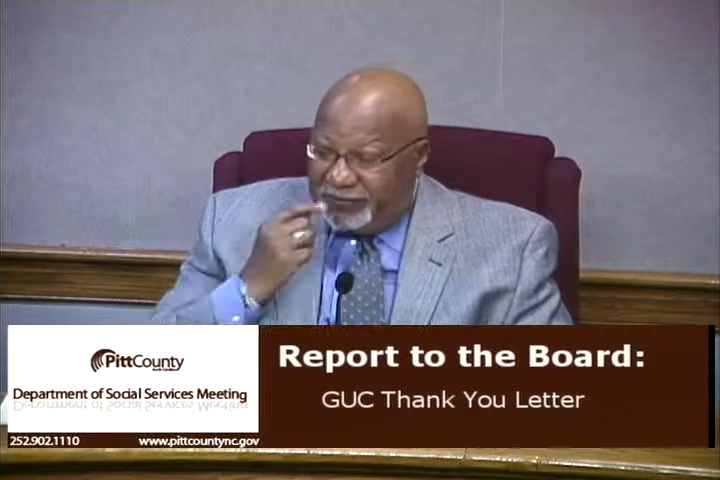 PittCounty
Department of Social Services Meeting
252.902.1110 www.pittcountync.gov
Report to the Board:
GUC Thank You Letter